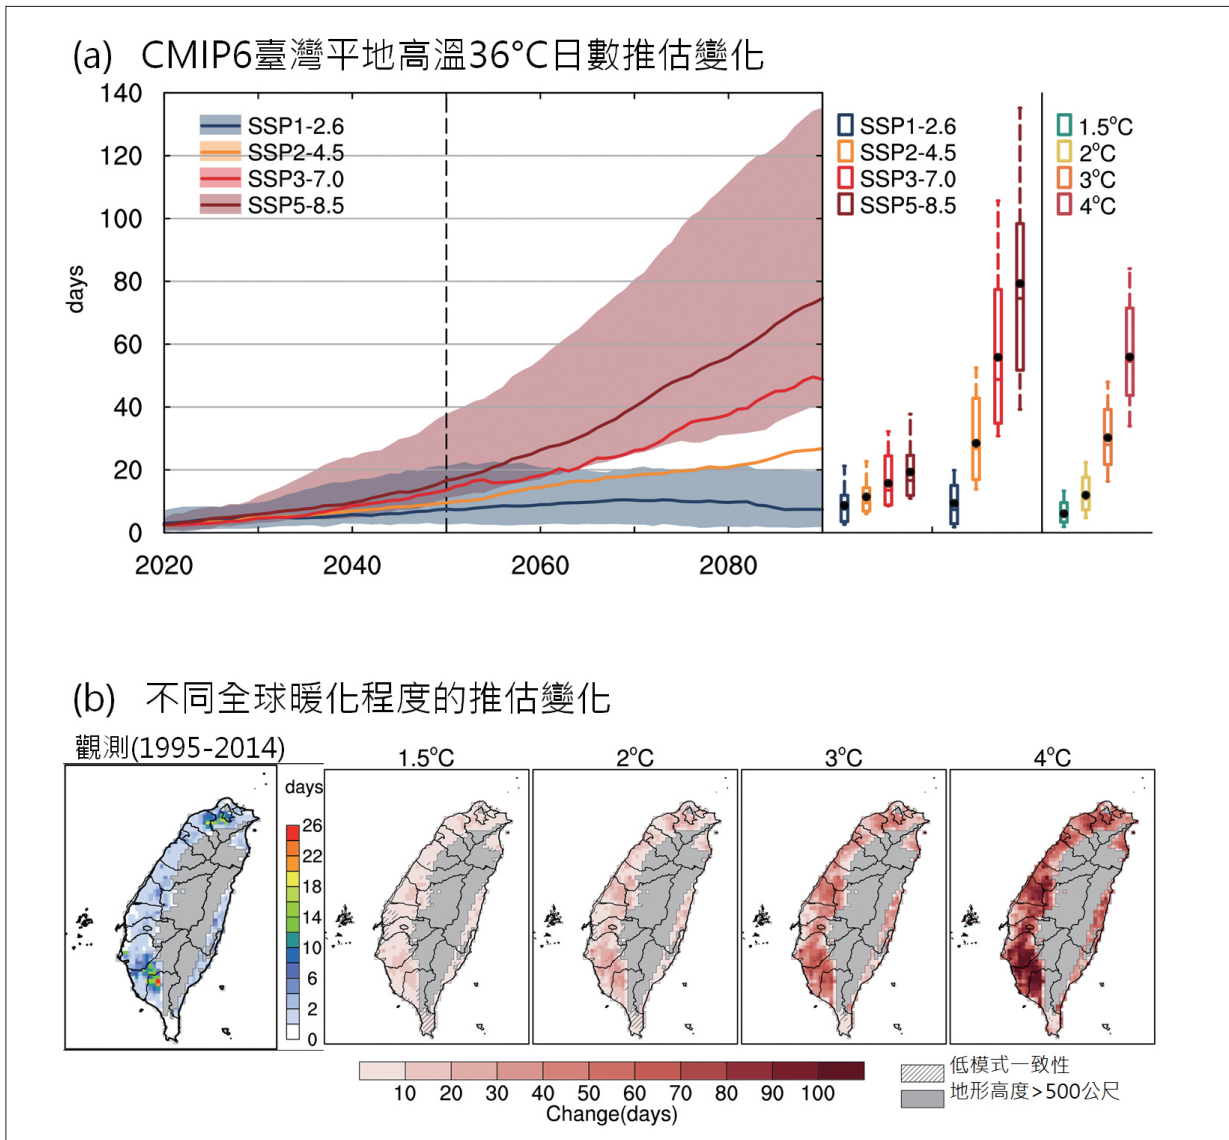 (a) CMIP6臺灣平地高溫36°C日數推估變化
140
120
100
80
60
40
20
0
days
SSP1-2.6
SSP2-4.5
SSP3-7.0
SSP5-8.5
2020 2040 2060 2080
SSP1-2.6
SSP2-4.5
SSP3-7.0
SSP5-8.5
1.5°C
2°C
3°C
4°C
(b) 不同全球暖化程度的推估變化
觀測(1995-2014)
days
26
22
18
14
10
6
2
0
1.5°C
2°C
3°C
4°C
10 20 30 40 50 60 70 80 90 100
Change(days)
低模式一致性
地形高度>500公尺